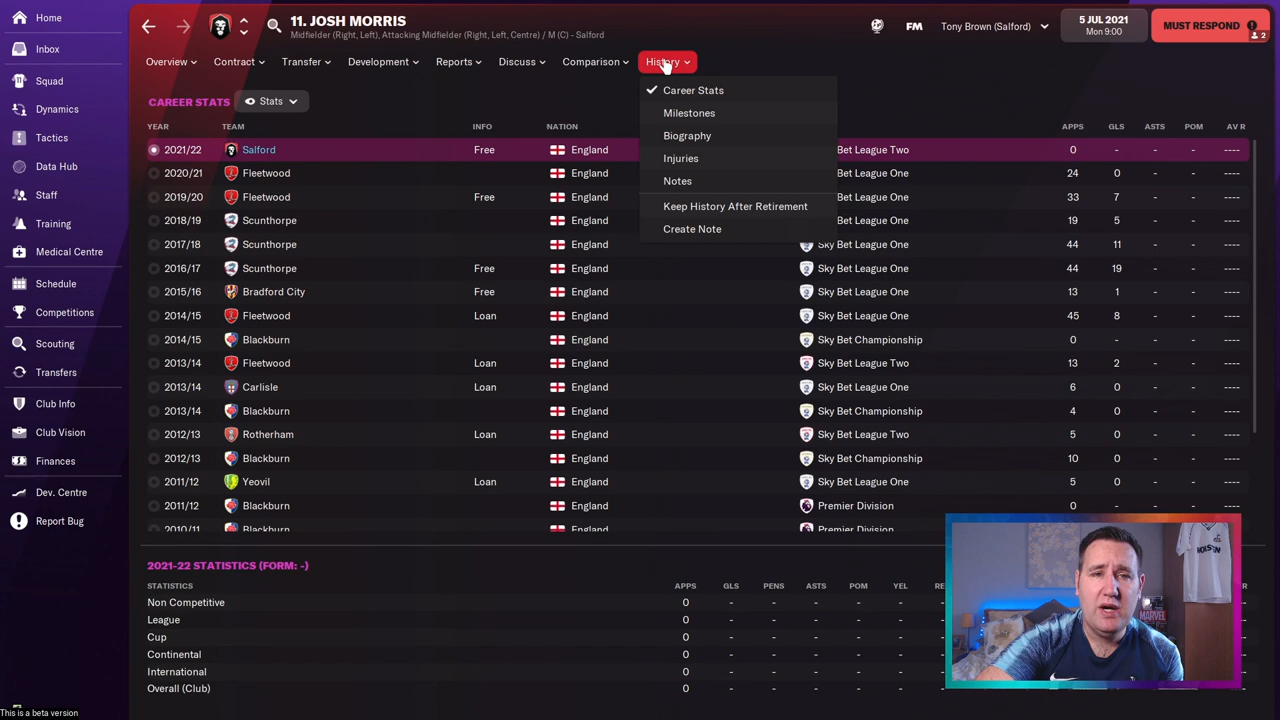 Home
11. JOSH MORRIS
Midfielder (Right, Left), Attacking Midfielder (Right, Left, Centre) / M (C) - Salford
FM
Tony Brown (Salford)
5 JUL 2021
Mon 9:00
MUST RESPOND
2
Inbox
Squad
Dynamics
Tactics
Data Hub
Staff
Training
Medical Centre
Schedule
Competitions
Scouting
Transfers
Club Info
Club Vision
Finances
Dev. Centre
Report Bug
This is a beta version
Overview
Contract
Transfer
Development
Reports
Discuss
Comparison
History
Career Stats
Milestones
Biography
Injuries
Notes
Keep History After Retirement
Create Note
CAREER STATS
Stats
YEAR TEAM INFO NATION APPS GLS ASTS POM AV R
2021/22 Salford Free England Bet League Two 0 - - - ----
2020/21 Fleetwood England Bet League One 24 0 - - ----
2019/20 Fleetwood Free England Bet League One 33 7 - - ----
2018/19 Scunthorpe England Bet League One 19 5 - - ----
2017/18 Scunthorpe England Sky Bet League One 44 11 - - ----
2016/17 Scunthorpe Free England Sky Bet League One 44 19 - - ----
2015/16 Bradford City Free England Sky Bet League One 13 1 - - ----
2014/15 Fleetwood Loan England Sky Bet League One 45 8 - - ----
2014/15 Blackburn England Sky Bet Championship 0 - - - ----
2013/14 Fleetwood Loan England Sky Bet League Two 13 2 - - ----
2013/14 Carlisle Loan England Sky Bet League One 6 0 - - ----
2013/14 Blackburn England Sky Bet Championship 4 0 - - ----
2012/13 Rotherham Loan England Sky Bet League Two 5 0 - - ----
2012/13 Blackburn England Sky Bet Championship 10 0 - - ----
2011/12 Yeovil Loan England Sky Bet League One 5 0 - - ----
2011/12 Blackburn England Premier Division 0 - - - ----
2010/11 Blackburn England Premier Division
2021-22 STATISTICS (FORM: -)
STATISTICS APPS GLS PENS ASTS POM YEL RE R
Non Competitive 0 - - - - -
League 0 - - - - -
Cup 0 - - - - -
Continental 0 - - - - -
International 0 - - - - -
Overall (Club) 0 - - - - -
HOLSTEN
MARVEL